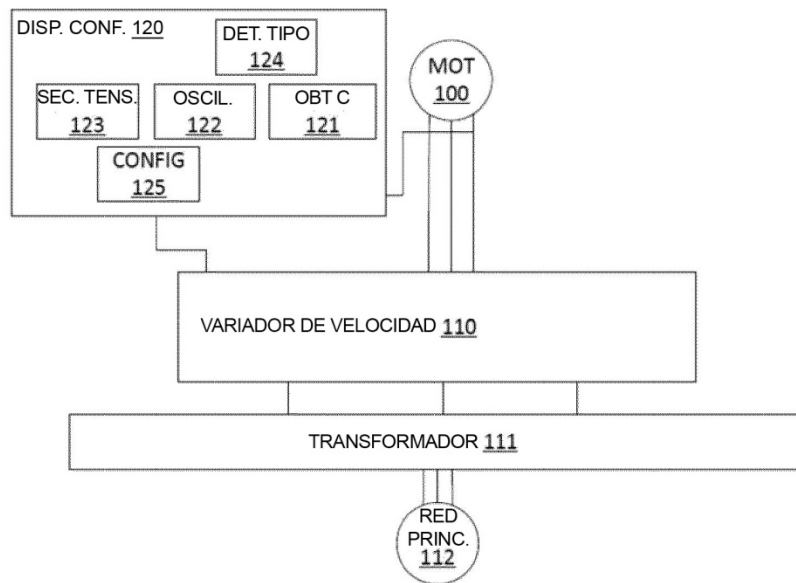 DISP. CONF. 120
DET. TIPO
124
SEC. TENS.
123
OSCIL.
122
OBT C
121
CONFIG
125
MOT
100
VARIADOR DE VELOCIDAD 110
TRANSFORMADOR 111
RED
PRINC.
112